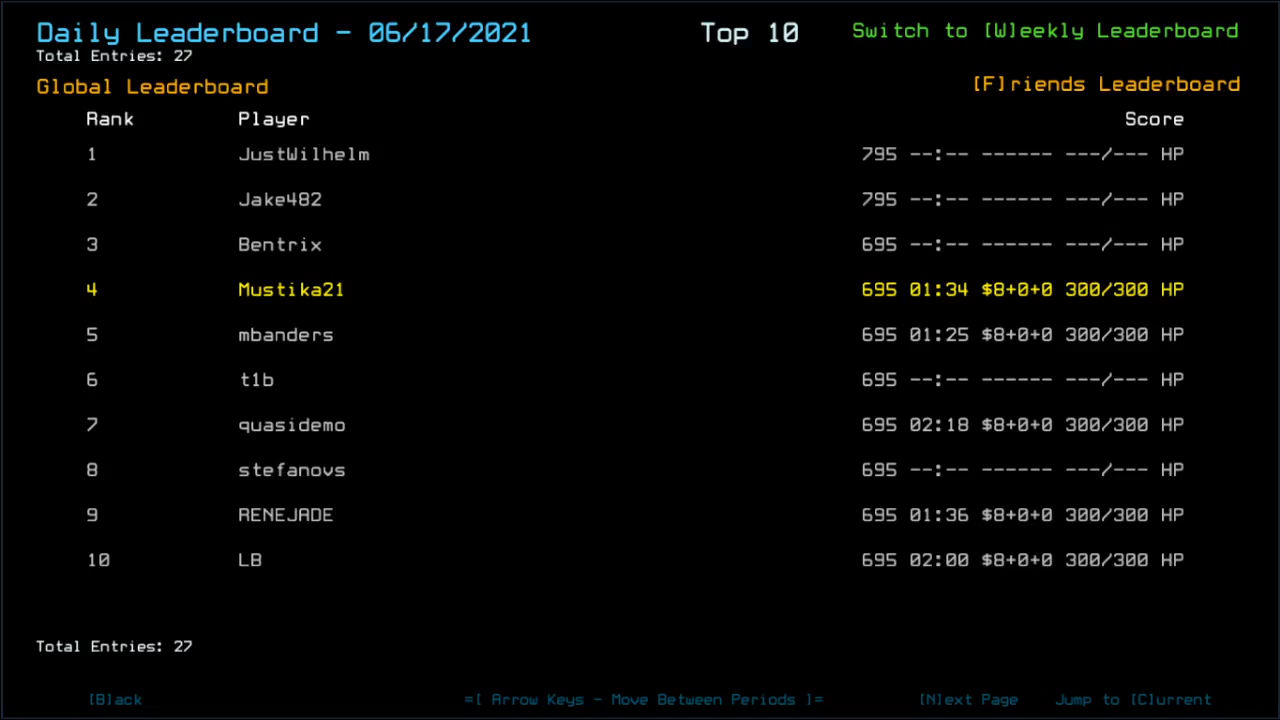 Daily Leaderboard - 06/17/2021 Top 10 Switch to [W]eekly Leaderboard
Total Entries: 27
Global Leaderboard [F]riends Leaderboard
Rank Player Score
1 JustWilhelm 795 --:-- ------ ---/--- HP
2 Jake482 795 --:-- ------ ---/--- HP
3 Bentrix 695 --:-- ------ ---/--- HP
4 Mustika21 695 01:34 $8+0+0 300/300 HP
5 mbanders 695 01:25 $8+0+0 300/300 HP
6 t1b 695 --:-- ------ ---/--- HP
7 quasidemo 695 02:18 $8+0+0 300/300 HP
8 stefanovs 695 --:-- ------ ---/--- HP
9 RENEJADE 695 01:36 $8+0+0 300/300 HP
10 LB 695 02:00 $8+0+0 300/300 HP
Total Entries: 27
[B]ack =[ Arrow Keys - Move Between Periods ]= [N]ext Page Jump to [C]urrent